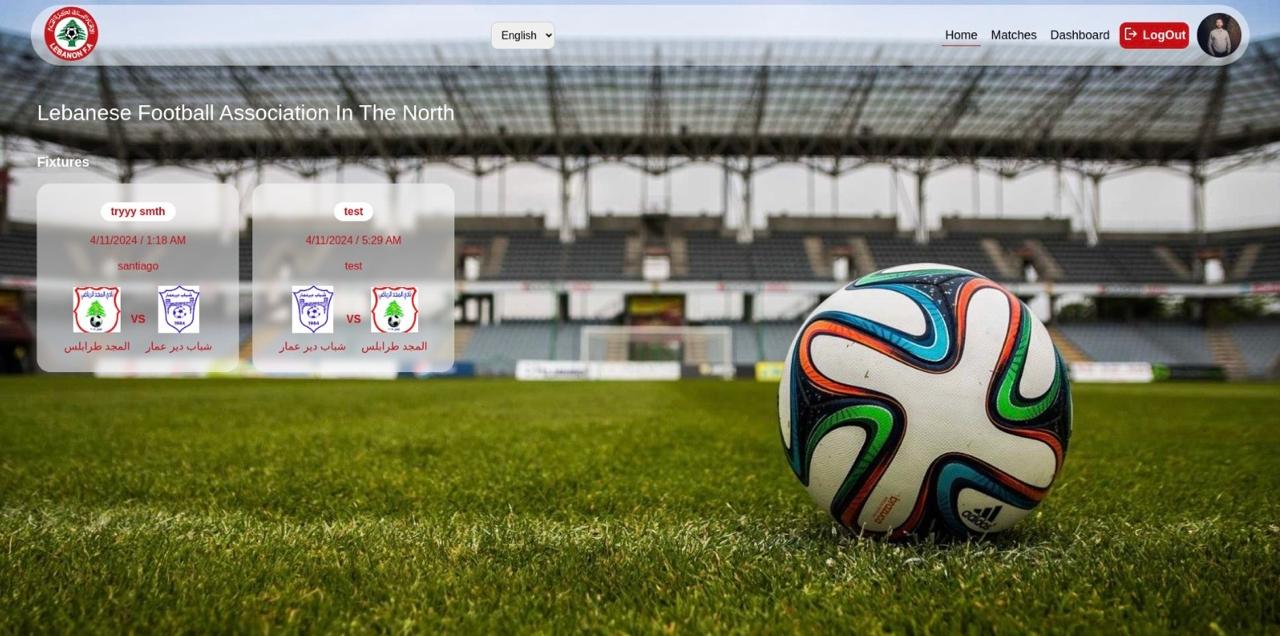 LEBANON F.A
English
Home
Matches
Dashboard
LogOut
Lebanese Football Association In The North
Fixtures
tryyy smth
4/11/2024 / 1:18 AM
santiago
VS
المجد طرابلس
شباب دير عمار
test
4/11/2024 / 5:29 AM
test
VS
شباب دير عمار
المجد طرابلس
brazuca
adidas